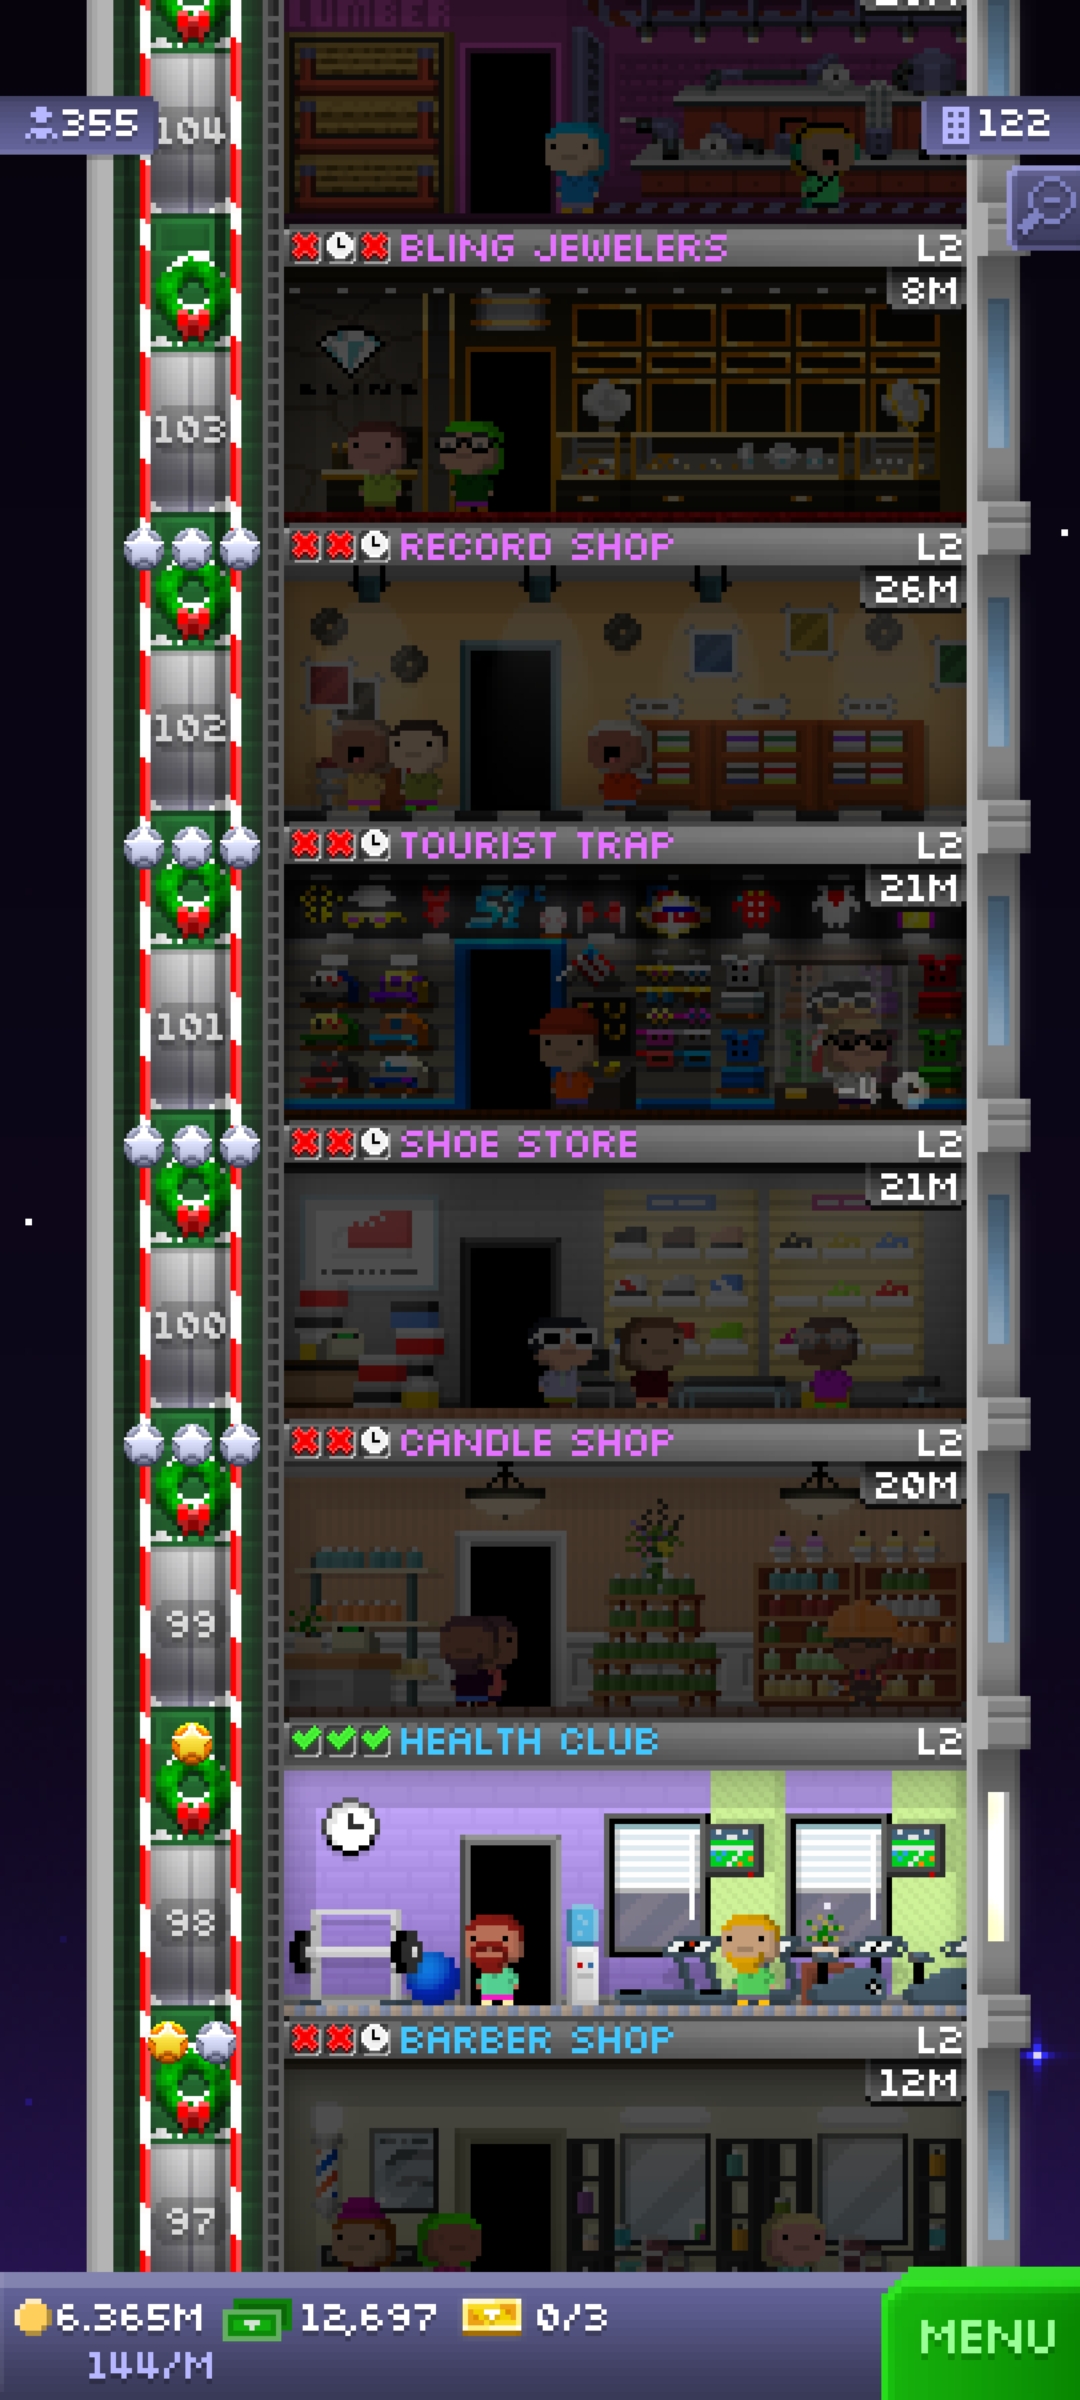 LUMBER
355
104
122
BLING JEWELERS L2
8M
BLING
103
RECORD SHOP L2
26M
102
TOURIST TRAP L2
21M
101
SHOE STORE L2
21M
100
CANDLE SHOP L2
20M
99
HEALTH CLUB L2
98
BARBER SHOP L2
12M
97
6.365M 12,697 0/3
144/M
MENU